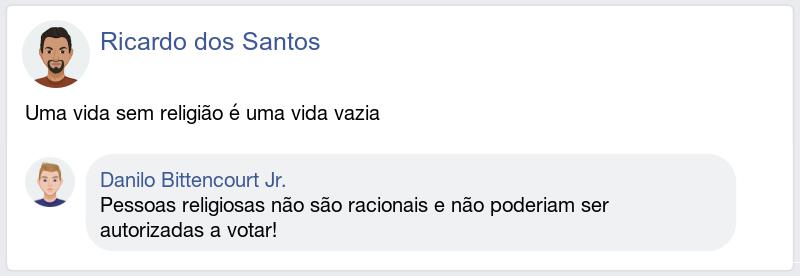 Ricardo dos Santos
Uma vida sem religião é uma vida vazia
Danilo Bittencourt Jr.
Pessoas religiosas não são racionais e não poderiam ser
autorizadas a votar!